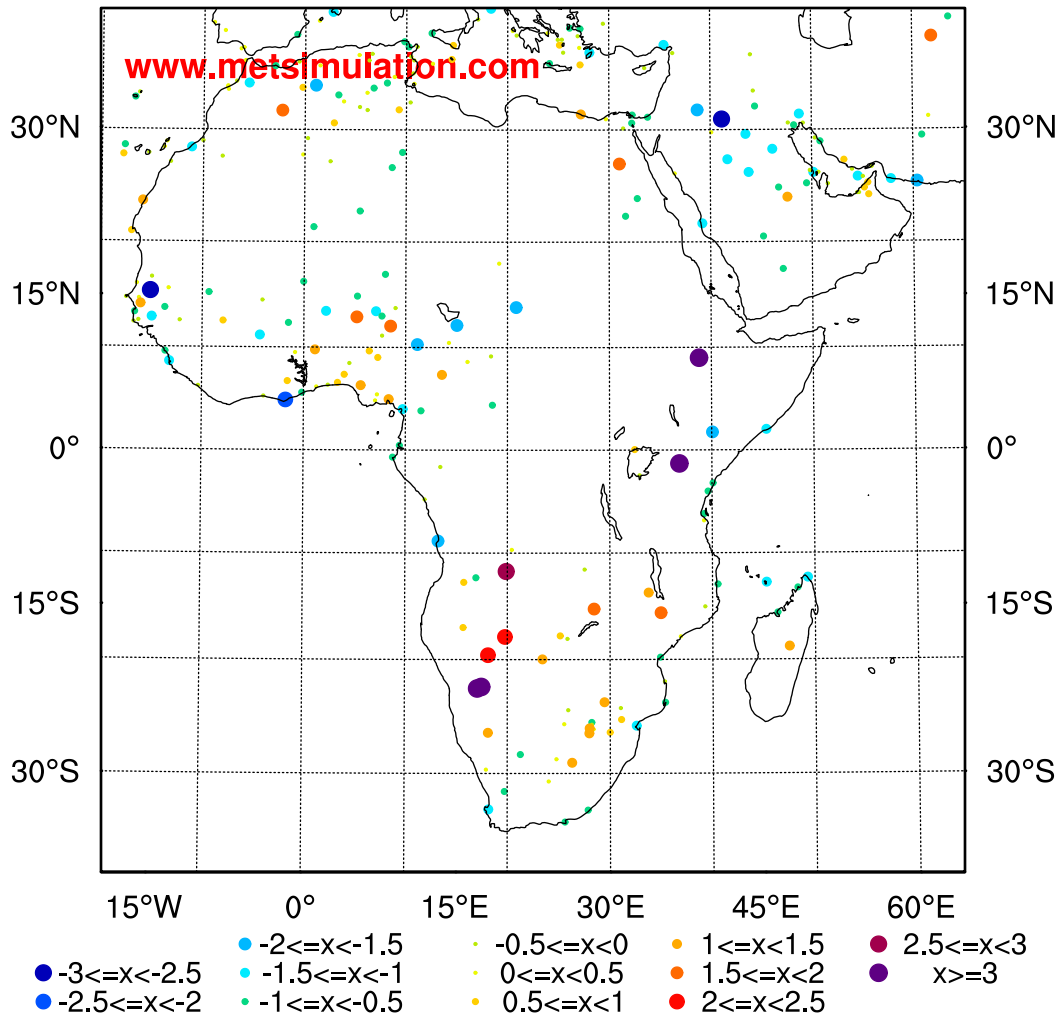 www.metsimulation.com
30°N 30°N
15°N 15°N
0° 0°
15°S 15°S
30°S 30°S
15°W 0° 15°E 30°E 45°E 60°E
-2<=x<-1.5 -0.5<=x<0 1<=x<1.5 2.5<=x<3
-3<=x<-2.5 -1.5<=x<-1 0<=x<0.5 1.5<=x<2 x>=3
-2.5<=x<-2 -1<=x<-0.5 0.5<=x<1 2<=x<2.5